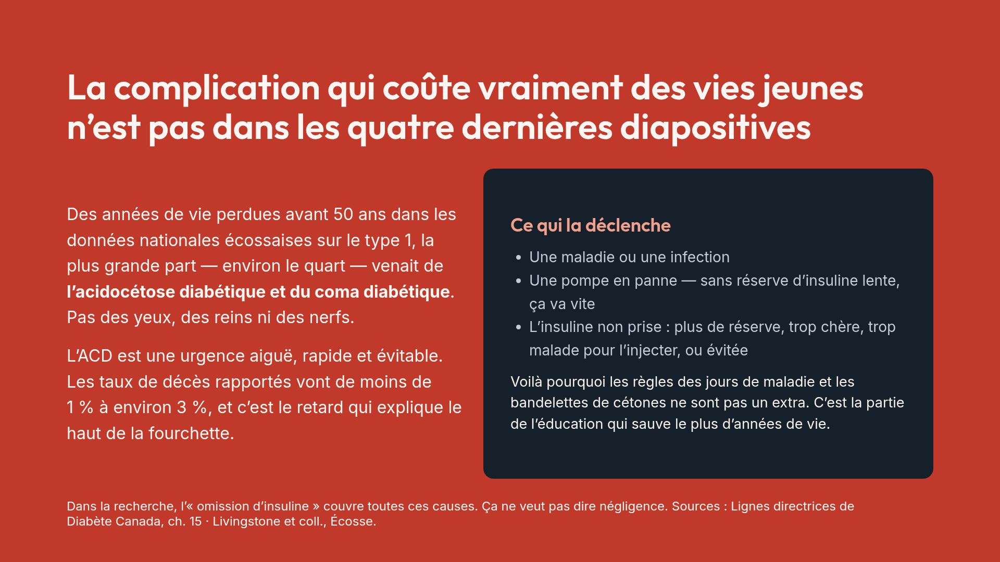 La complication qui coûte vraiment des vies jeunes
n’est pas dans les quatre dernières diapositives
Des années de vie perdues avant 50 ans dans les
données nationales écossaises sur le type 1, la
plus grande part — environ le quart — venait de
l’acidocétose diabétique et du coma diabétique.
Pas des yeux, des reins ni des nerfs.
L’ACD est une urgence aiguë, rapide et évitable.
Les taux de décès rapportés vont de moins de
1 % à environ 3 %, et c’est le retard qui explique le
haut de la fourchette.
Ce qui la déclenche
• Une maladie ou une infection
• Une pompe en panne — sans réserve d’insuline lente,
ça va vite
• L’insuline non prise : plus de réserve, trop chère, trop
malade pour l’injecter, ou évitée
Voilà pourquoi les règles des jours de maladie et les
bandelettes de cétones ne sont pas un extra. C’est la partie
de l’éducation qui sauve le plus d’années de vie.
Dans la recherche, l’« omission d’insuline » couvre toutes ces causes. Ça ne veut pas dire négligence. Sources : Lignes directrices de
Diabète Canada, ch. 15 · Livingstone et coll., Écosse.